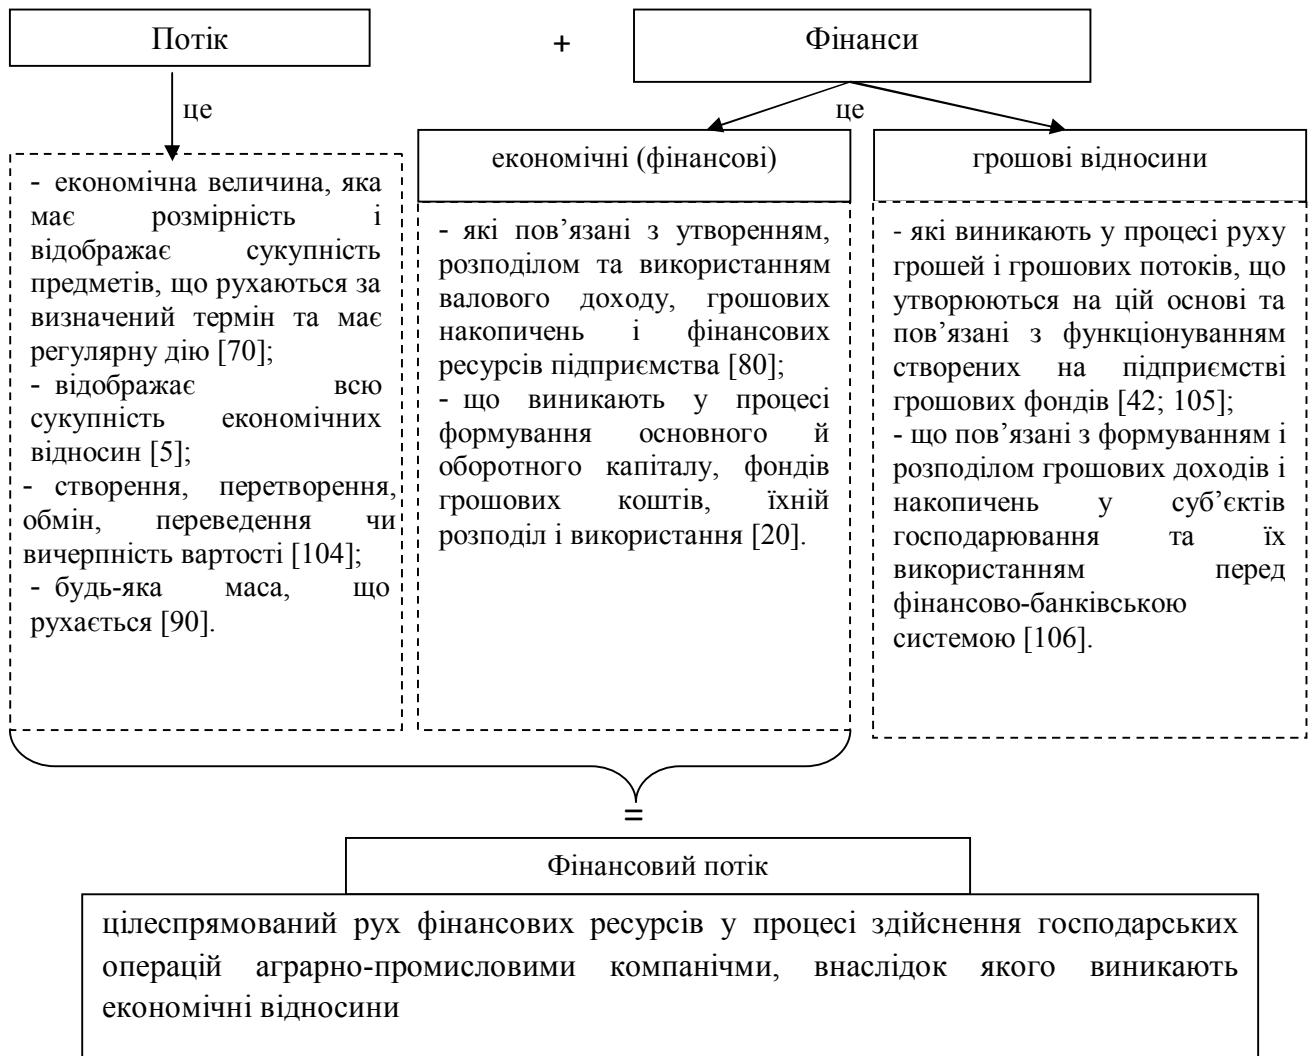 Потік
+
Фінанси
це
це
- економічна величина, яка
має розмірність і
відображає сукупність
предметів, що рухаються за
визначений термін та має
регулярну дію [70];
- відображає всю
сукупність економічних
відносин [5];
- створення, перетворення,
обмін, переведення чи
вичерпність вартості [104];
- будь-яка маса, що
рухається [90].
економічні (фінансові)
- які пов’язані з утворенням,
розподілом та використанням
валового доходу, грошових
накопичень і фінансових
ресурсів підприємства [80];
- що виникають у процесі
формування основного й
оборотного капіталу, фондів
грошових коштів, їхній
розподіл і використання [20].
грошові відносини
- які виникають у процесі руху
грошей і грошових потоків, що
утворюються на цій основі та
пов’язані з функціонуванням
створених на підприємстві
грошових фондів [42; 105];
- що пов’язані з формуванням і
розподілом грошових доходів і
накопичень у суб’єктів
господарювання та їх
використанням перед
фінансово-банківською
системою [106].
=
Фінансовий потік
цілеспрямований рух фінансових ресурсів у процесі здійснення господарських
операцій аграрно-промисловими компанічми, внаслідок якого виникають
економічні відносини